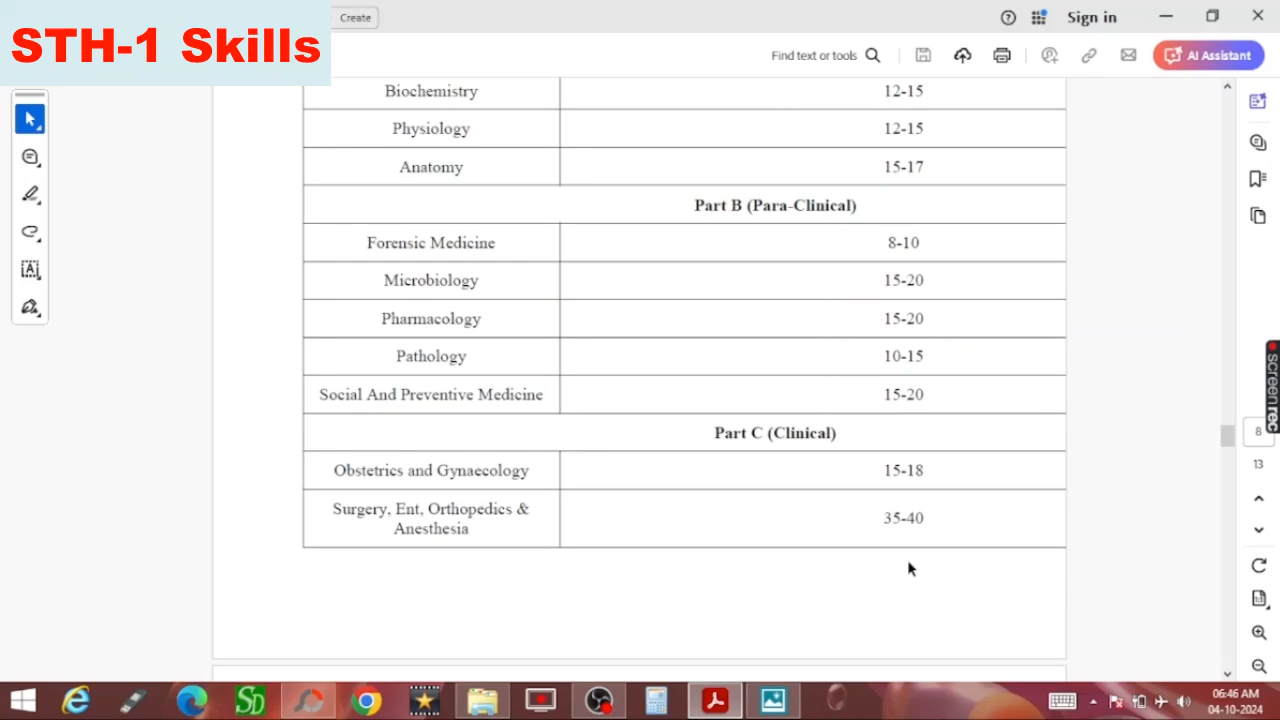 STH-1 Skills
Create
Sign in
Find text or tools
AI Assistant
Biochemistry 12-15
Physiology 12-15
Anatomy 15-17
Part B (Para-Clinical)
Forensic Medicine 8-10
Microbiology 15-20
Pharmacology 15-20
Pathology 10-15
Social And Preventive Medicine 15-20
Part C (Clinical)
Obstetrics and Gynaecology 15-18
Surgery, Ent, Orthopedics &
Anesthesia 35-40
screenrec
8
13
SD
06:46 AM
04-10-2024